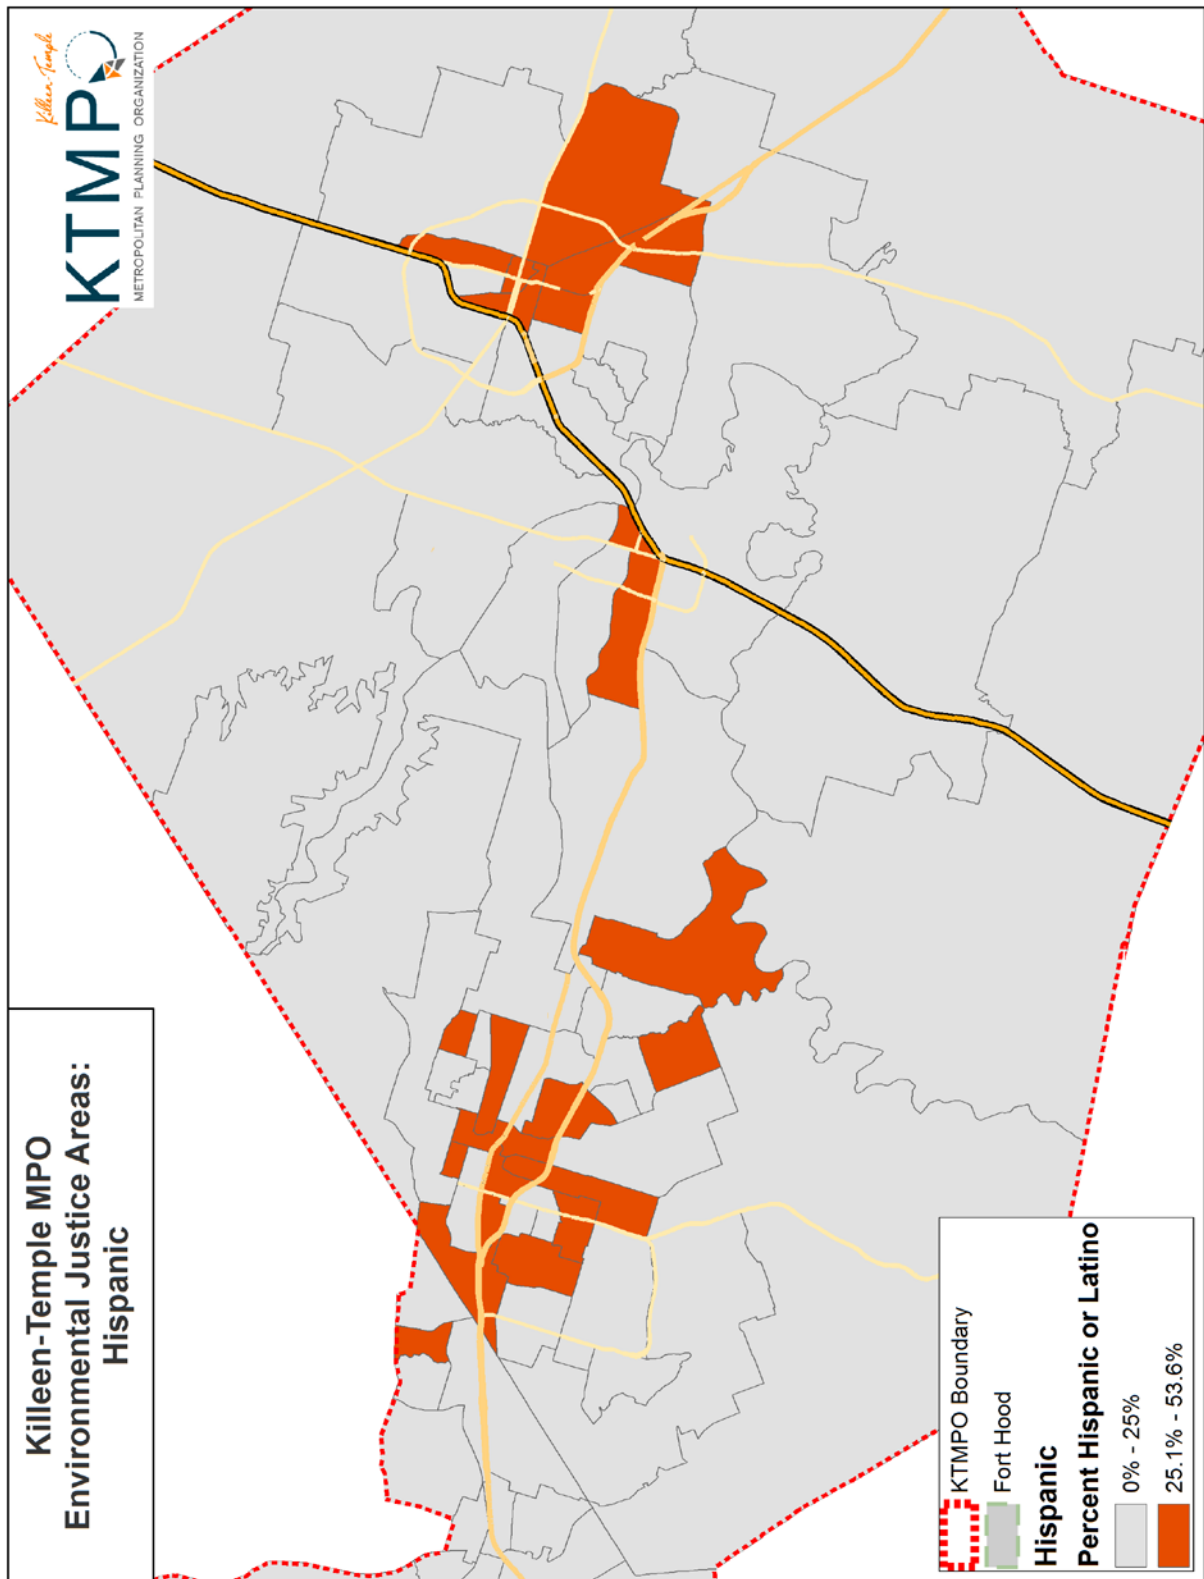 Killeen-Temple MPO
Environmental Justice Areas:
Hispanic
Killeen-Temple
KTMPO
METROPOLITAN PLANNING ORGANIZATION
KTMPO Boundary
Fort Hood
Hispanic
Percent Hispanic or Latino
0% - 25%
25.1% - 53.6%